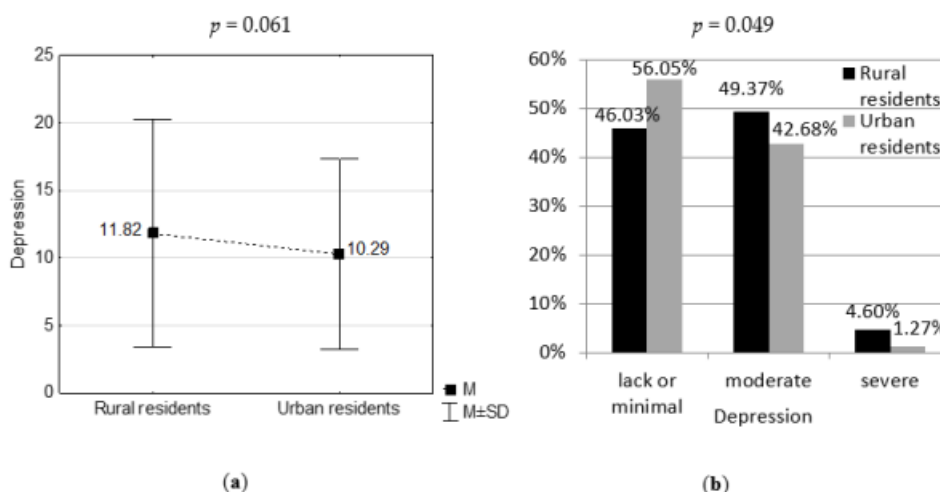 p = 0.061
25
20
15
10
5
0
Depression
11.82
10.29
Rural residents
Urban residents
M
M±SD
(a)
p = 0.049
60%
50%
40%
30%
20%
10%
0%
46.03%
56.05%
49.37%
42.68%
4.60%
1.27%
Rural
residents
Urban
residents
lack or
minimal
moderate
severe
Depression
(b)